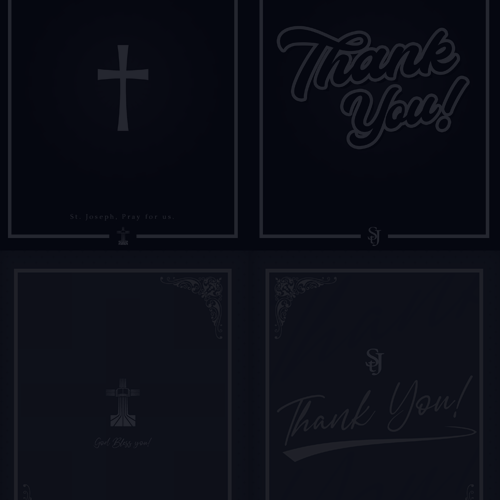 Thank
You!
St. Joseph, Pray for us.
SJ
SJ
God Bless you!
Thank You!